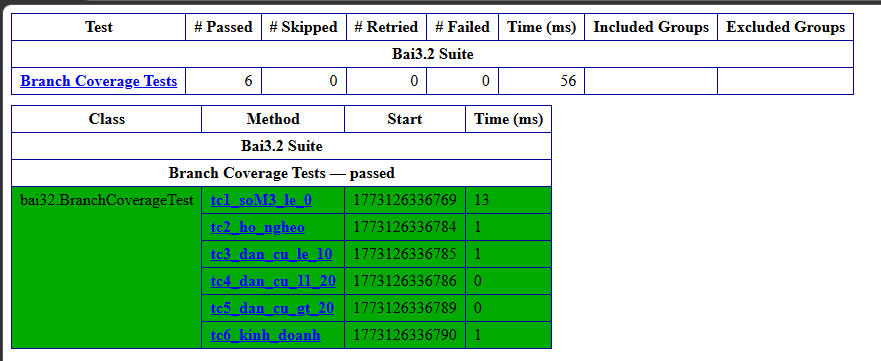 Test # Passed # Skipped # Retried # Failed Time (ms) Included Groups Excluded Groups
Bai3.2 Suite
Branch Coverage Tests 6 0 0 0 56
Class Method Start Time (ms)
Bai3.2 Suite
Branch Coverage Tests — passed
bai32.BranchCoverageTest tc1_soM3_le_0 1773126336769 13
tc2_ho_ngheo 1773126336784 1
tc3_dan_cu_le_10 1773126336785 1
tc4_dan_cu_11_20 1773126336786 0
tc5_dan_cu_gt_20 1773126336789 0
tc6_kinh_doanh 1773126336790 1